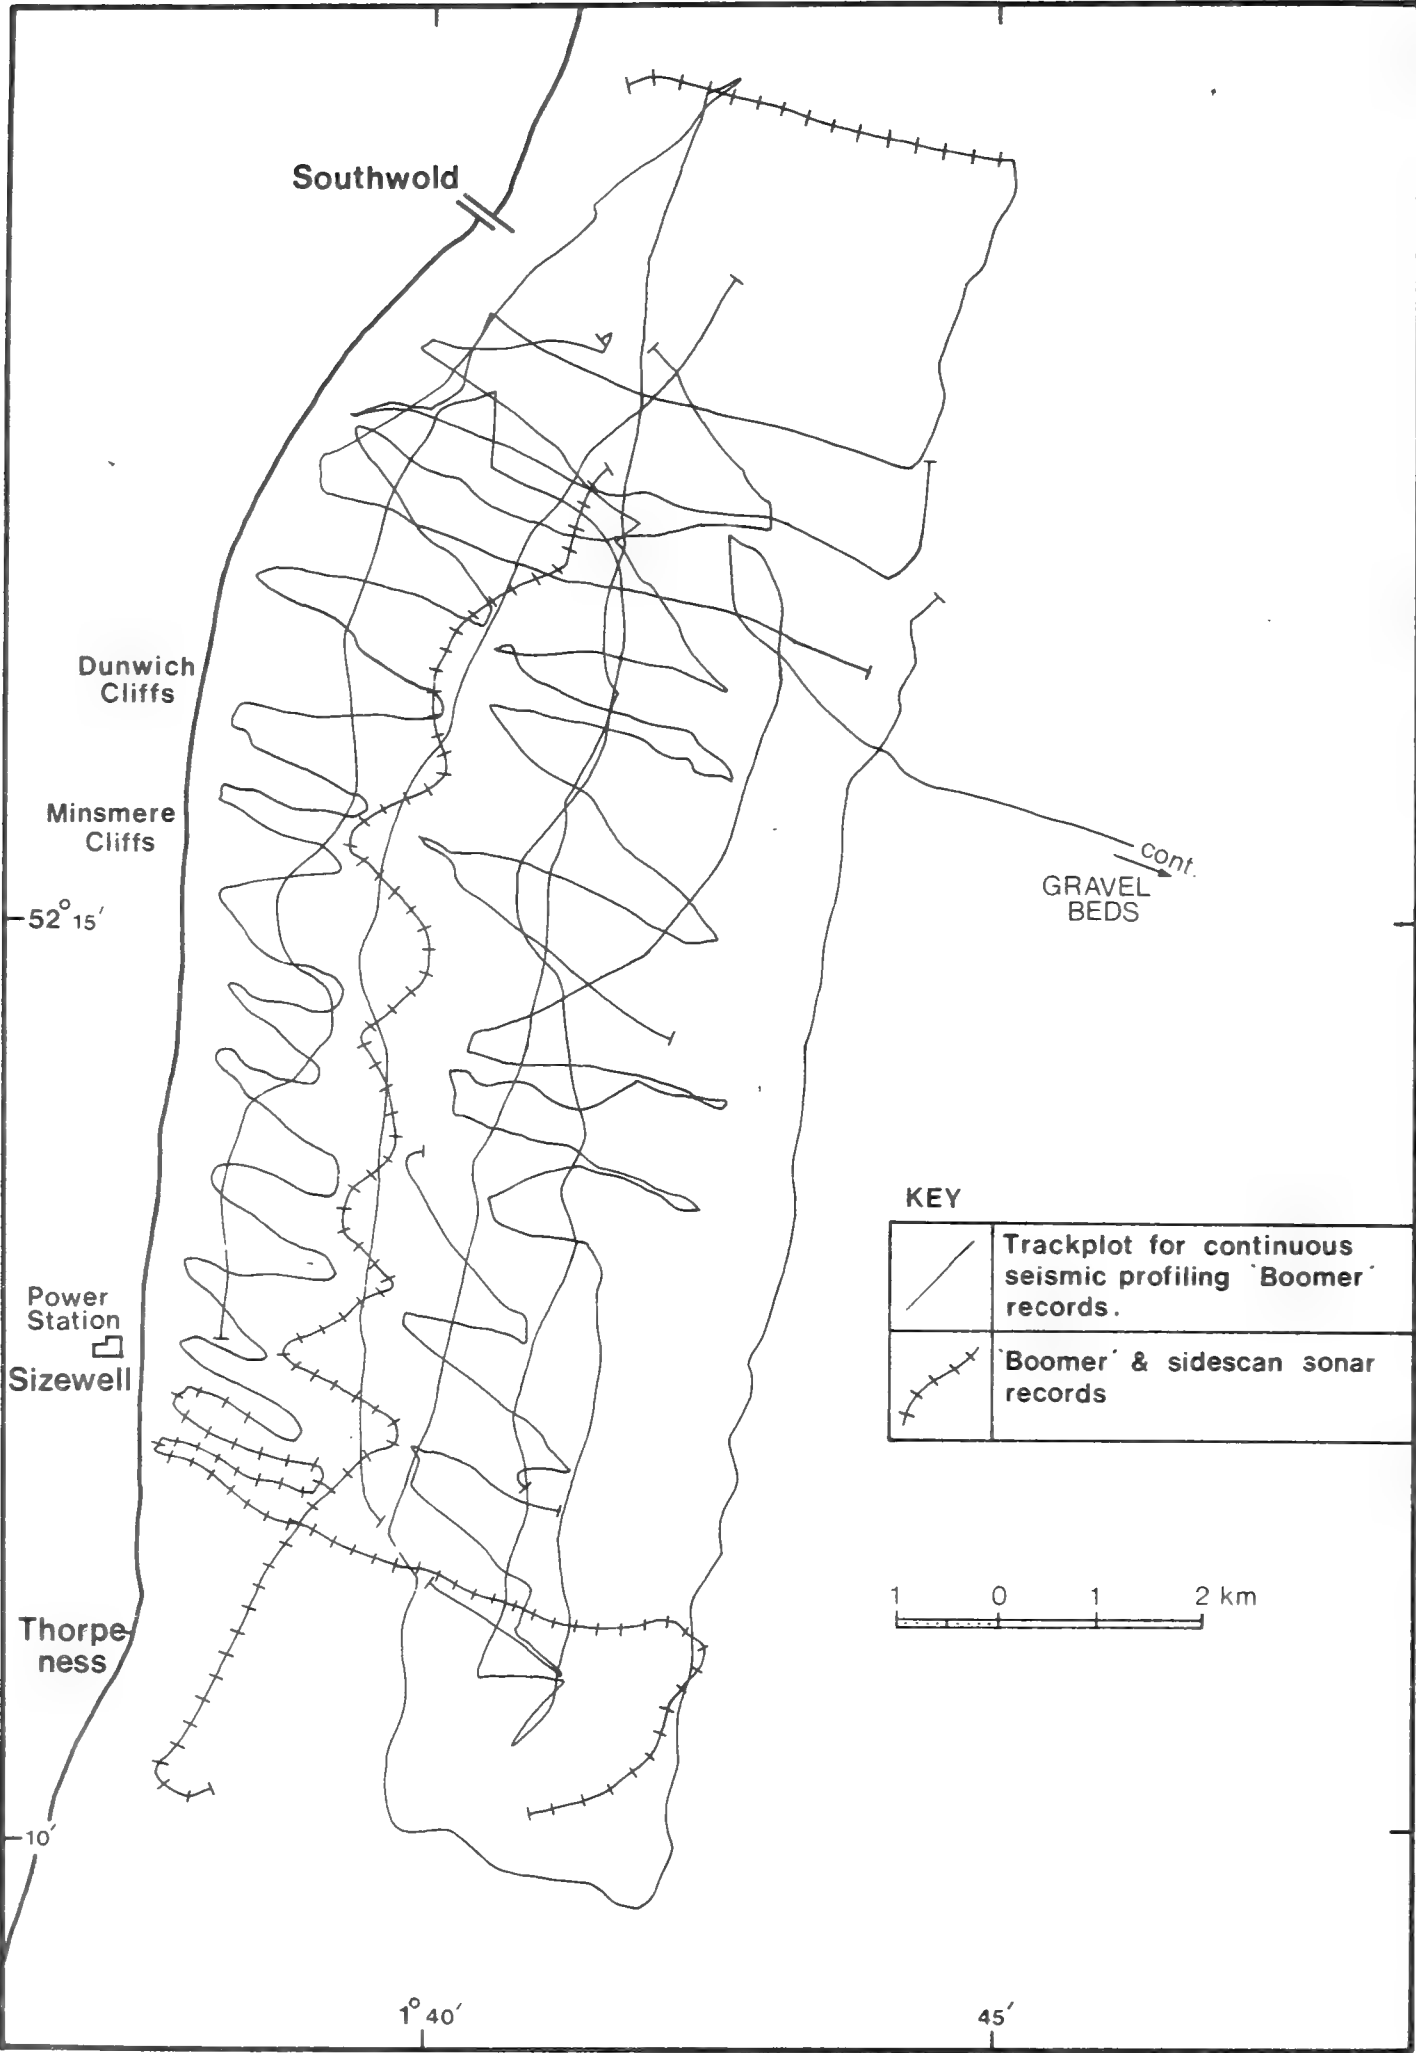 Southwold
Dunwich
Cliffs
Minsmere
Cliffs
52° 15′
cont.
GRAVEL
BEDS
KEY
Trackplot for continuous
seismic profiling 'Boomer'
records.
'Boomer' & sidescan sonar
records
Power
Station
Sizewell
1 0 1 2 km
Thorpe
ness
10′
1° 40′ 45′